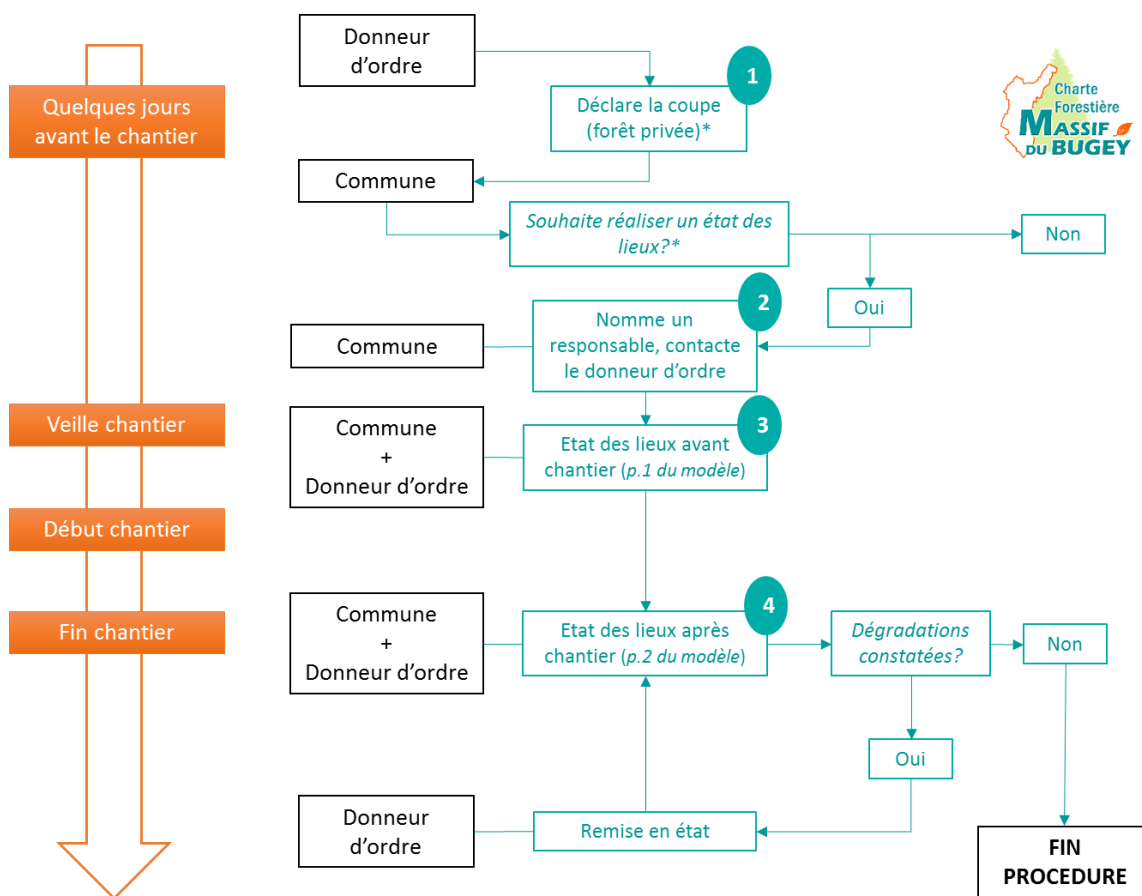 Donneur
d'ordre
1
Quelques jours
avant le chantier
Déclare la coupe
(forêt privée)*
Charte
Forestière
MASSIF
DU BUGEY
Commune
Souhaite réaliser un état des
lieux?*
Non
Oui
2
Commune
Nomme un
responsable, contacte
le donneur d'ordre
Veille chantier
Commune
+
Donneur d'ordre
3
Etat des lieux avant
chantier (p.1 du modèle)
Début chantier
Fin chantier
Commune
+
Donneur d'ordre
4
Etat des lieux après
chantier (p.2 du modèle)
Dégradations
constatées?
Non
Oui
Donneur
d'ordre
Remise en état
FIN
PROCEDURE